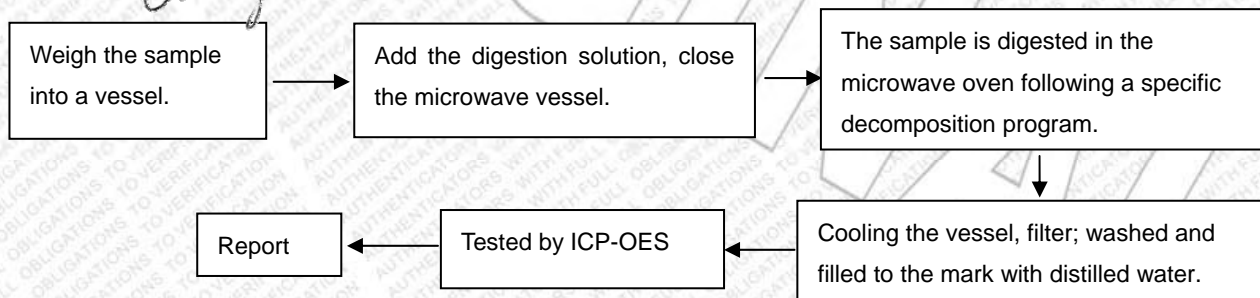 Weigh the sample
into a vessel.
Add the digestion solution, close
the microwave vessel.
The sample is digested in the
microwave oven following a specific
decomposition program.
Cooling the vessel, filter; washed and
filled to the mark with distilled water.
Tested by ICP-OES
Report